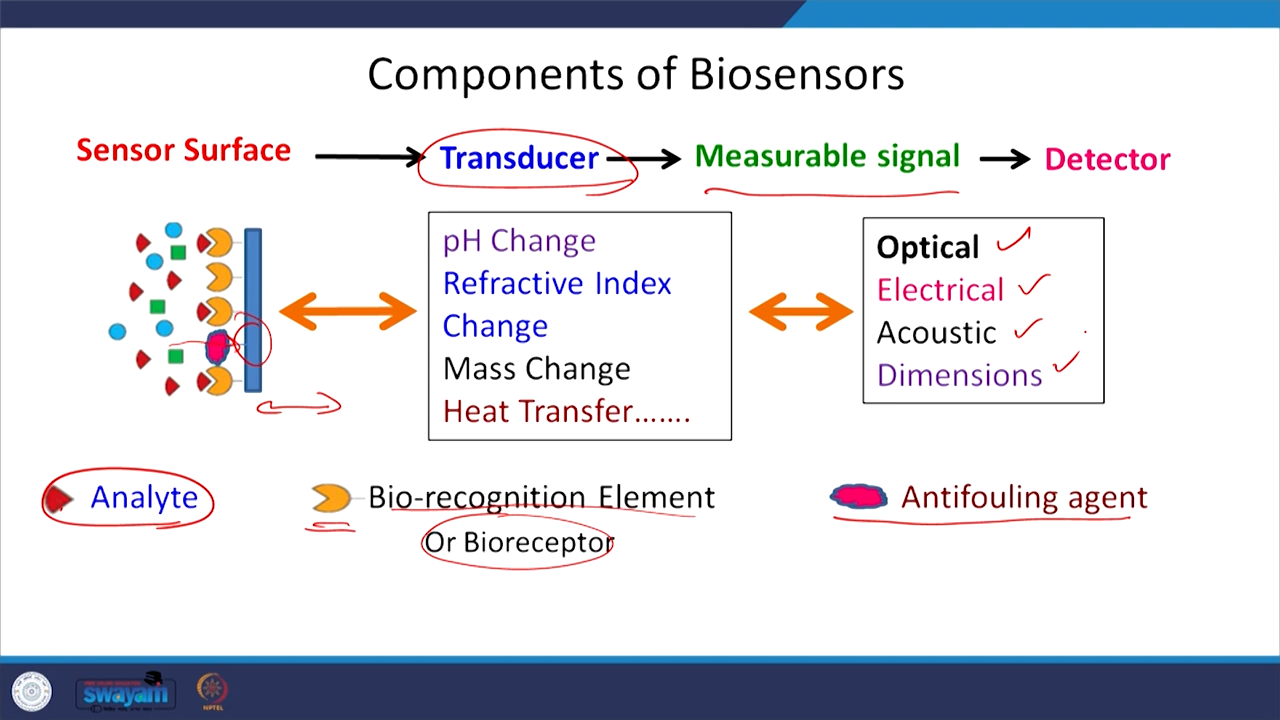 Components of Biosensors
Sensor Surface
Transducer
Measurable signal
Detector
pH Change
Refractive Index
Change
Mass Change
Heat Transfer.......
Optical
Electrical
Acoustic
Dimensions
Analyte
Bio-recognition Element
Or Bioreceptor
Antifouling agent
swayam
NPTEL